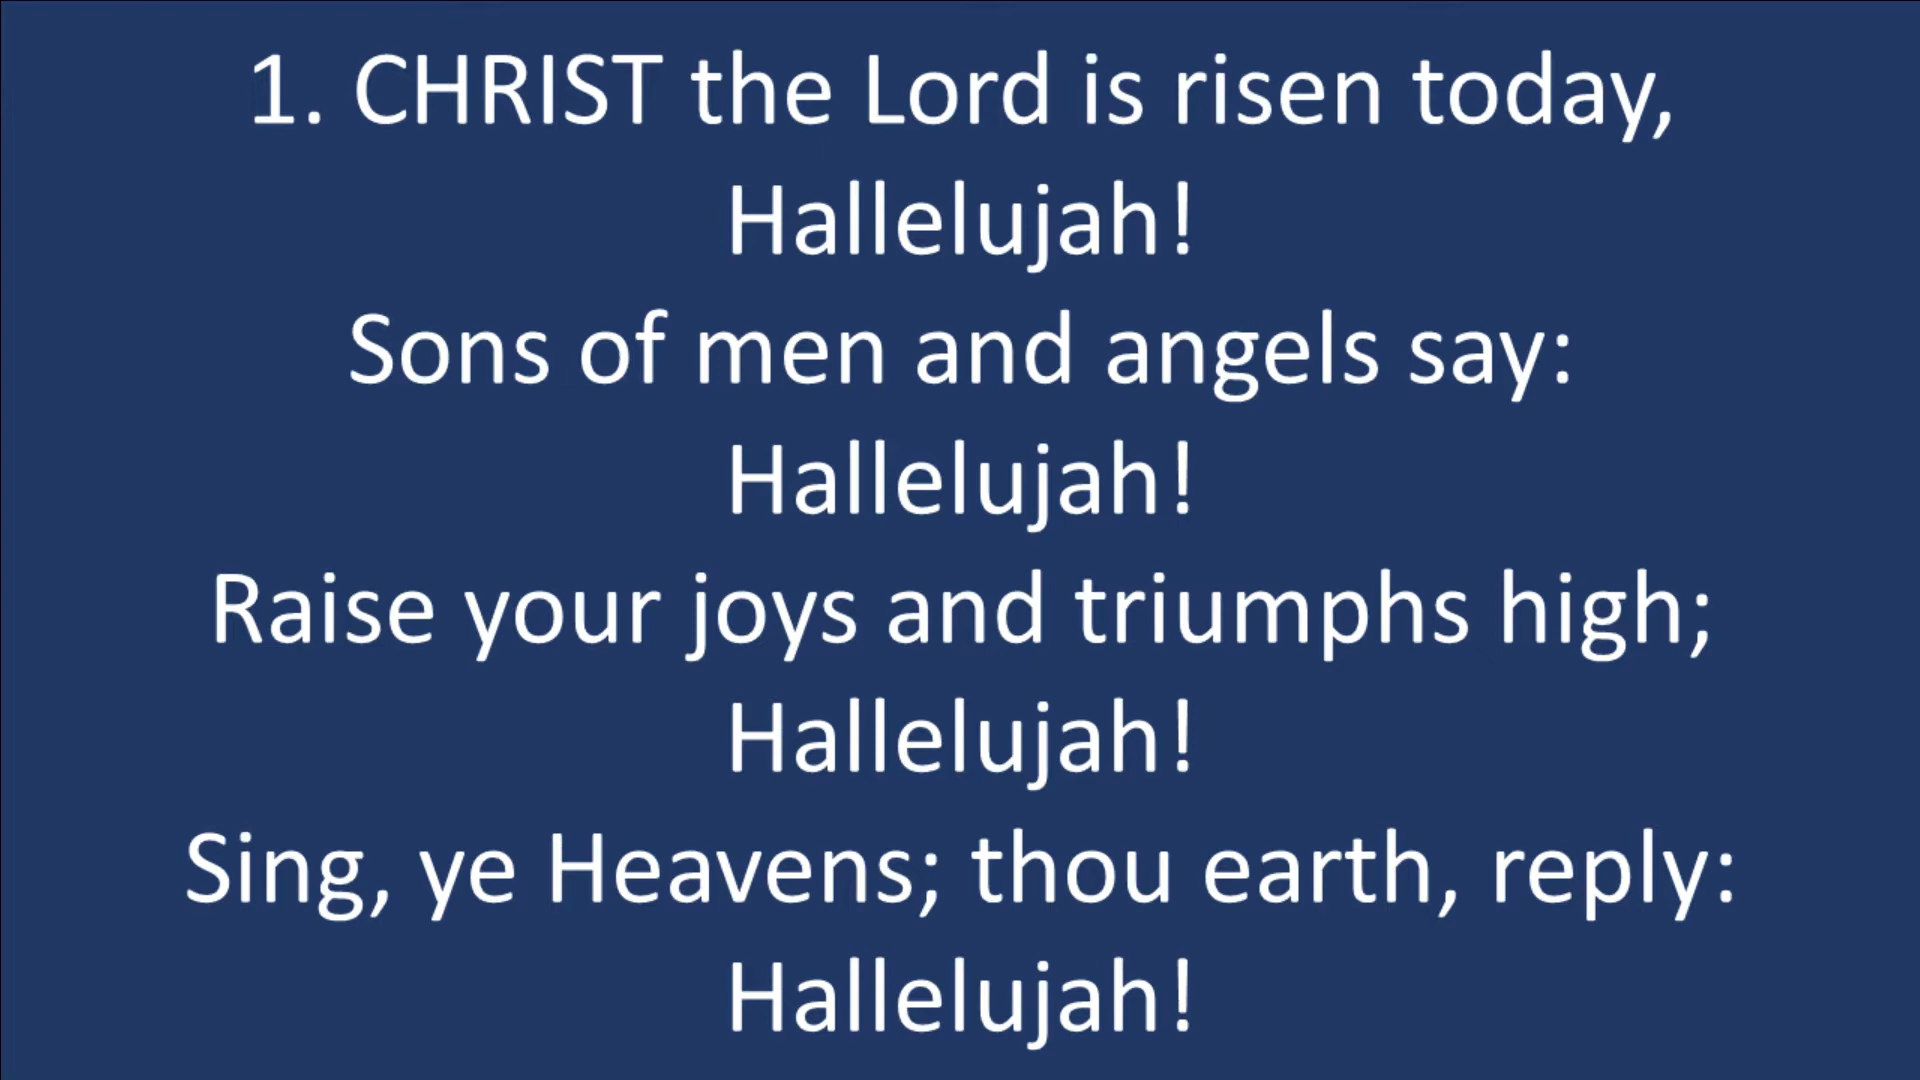 1. CHRIST the Lord is risen today,
Hallelujah!
Sons of men and angels say:
Hallelujah!
Raise your joys and triumphs high;
Hallelujah!
Sing, ye Heavens; thou earth, reply:
Hallelujah!